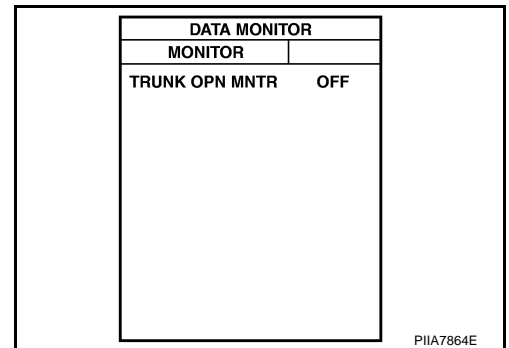 DATA MONITOR
MONITOR
TRUNK OPN MNTR OFF
PIIA7864E